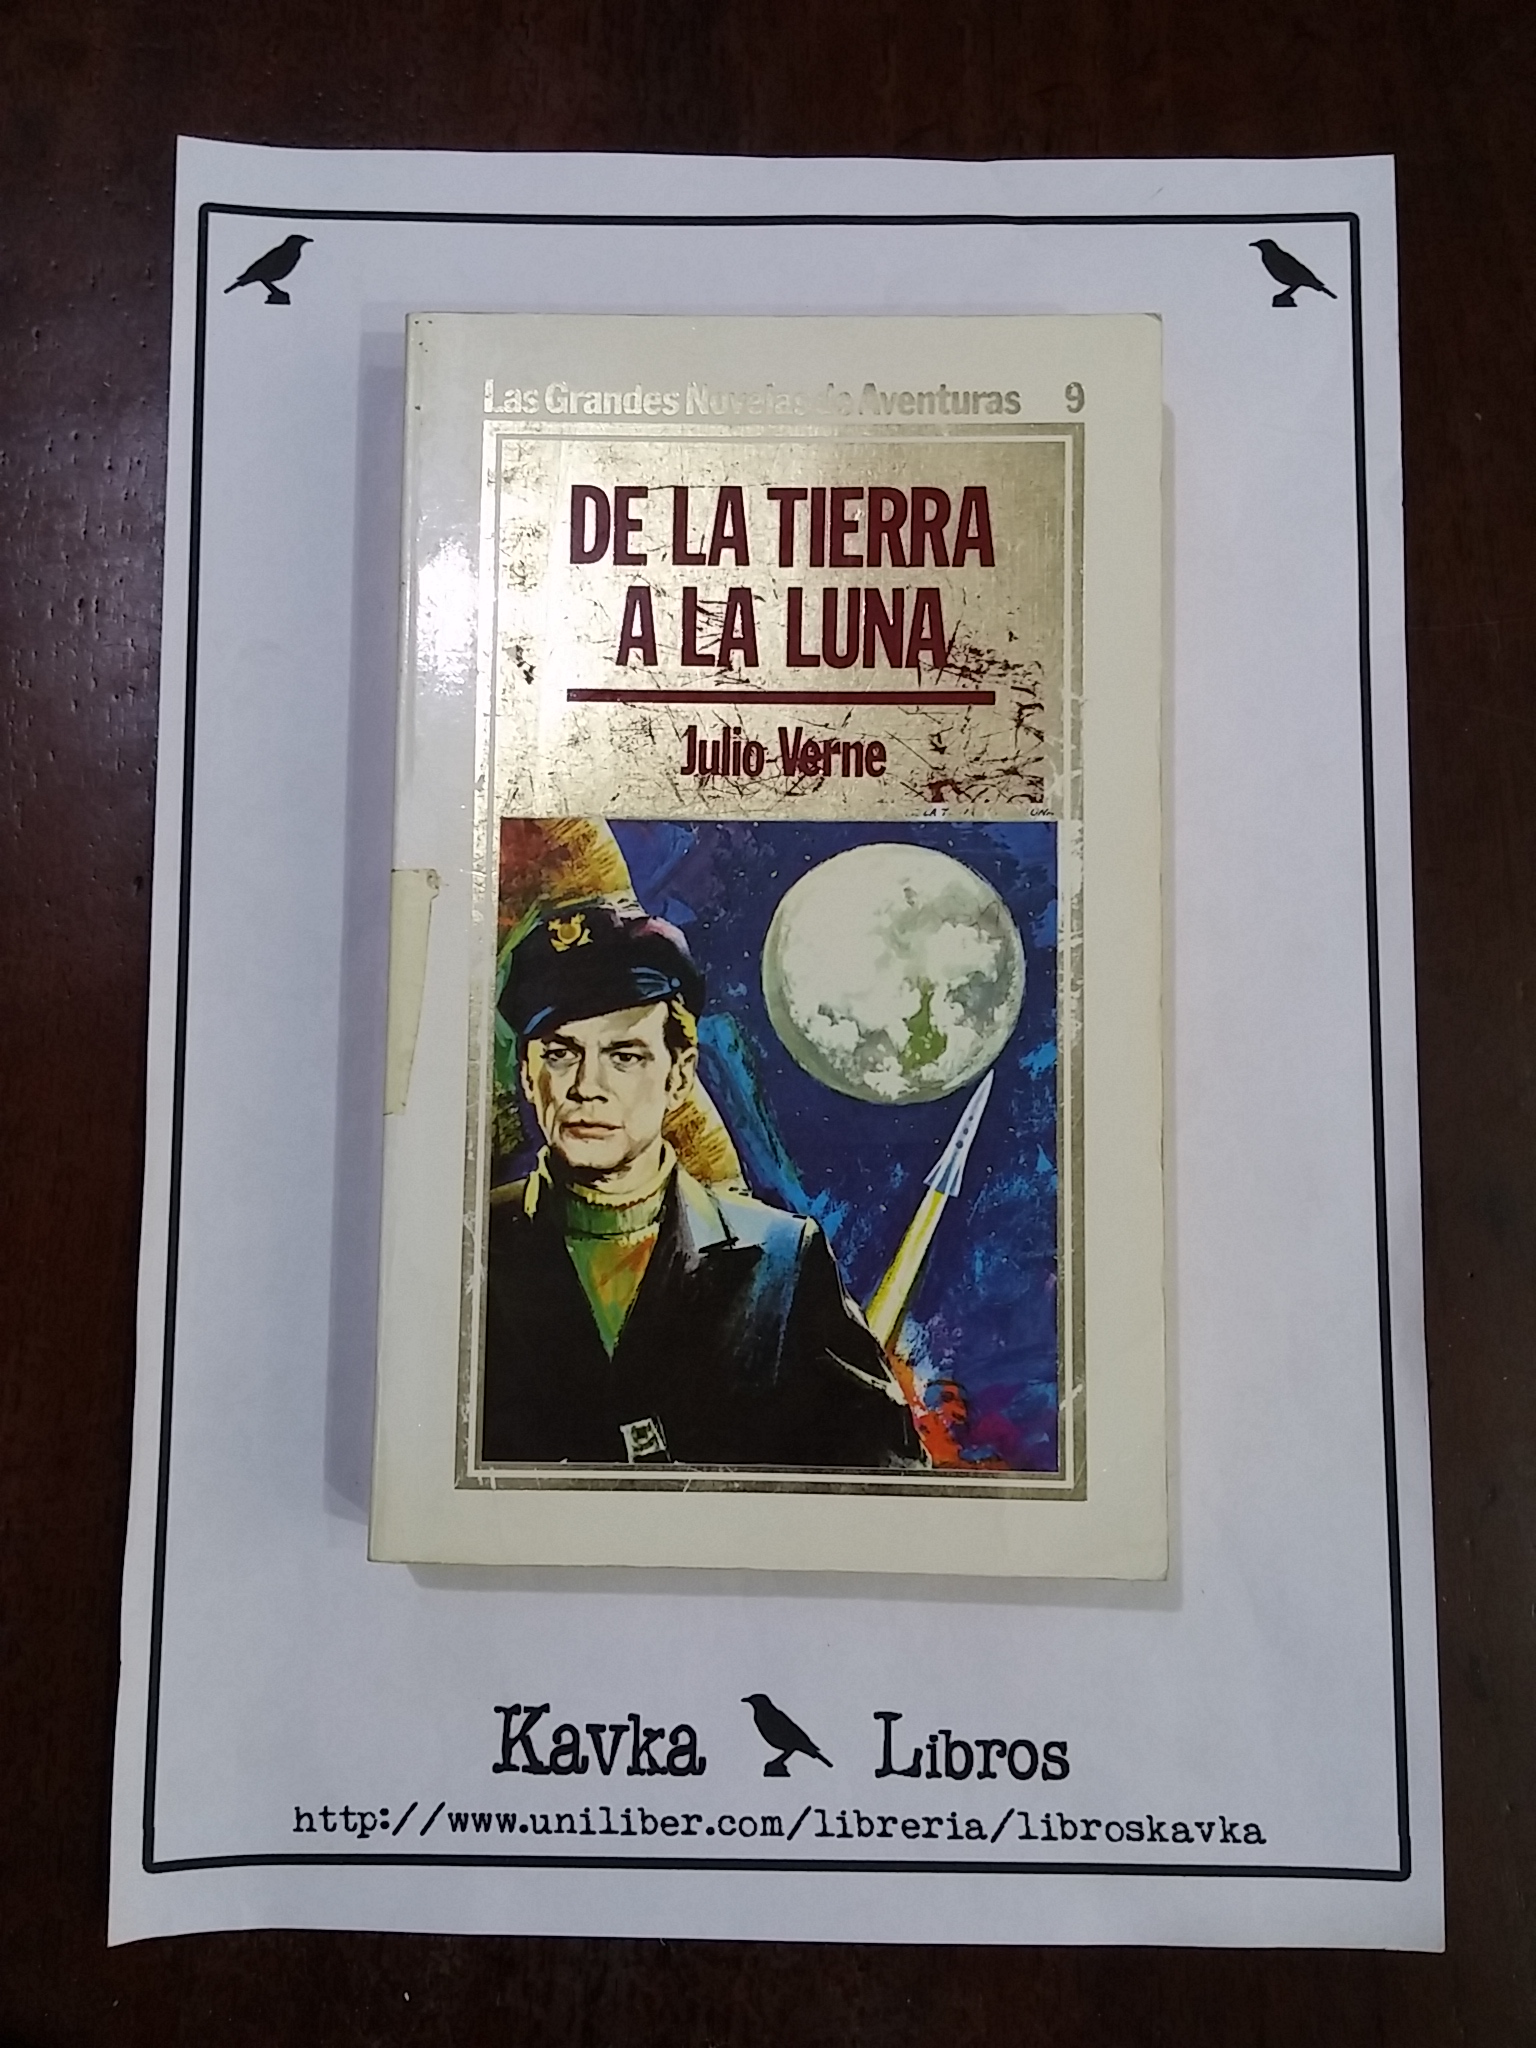 Las Grandes Novelas de Aventuras 9
DE LA TIERRA
A LA LUNA
Julio Verne
Kavka Libros
http://www.uniliber.com/libreria/libroskavka